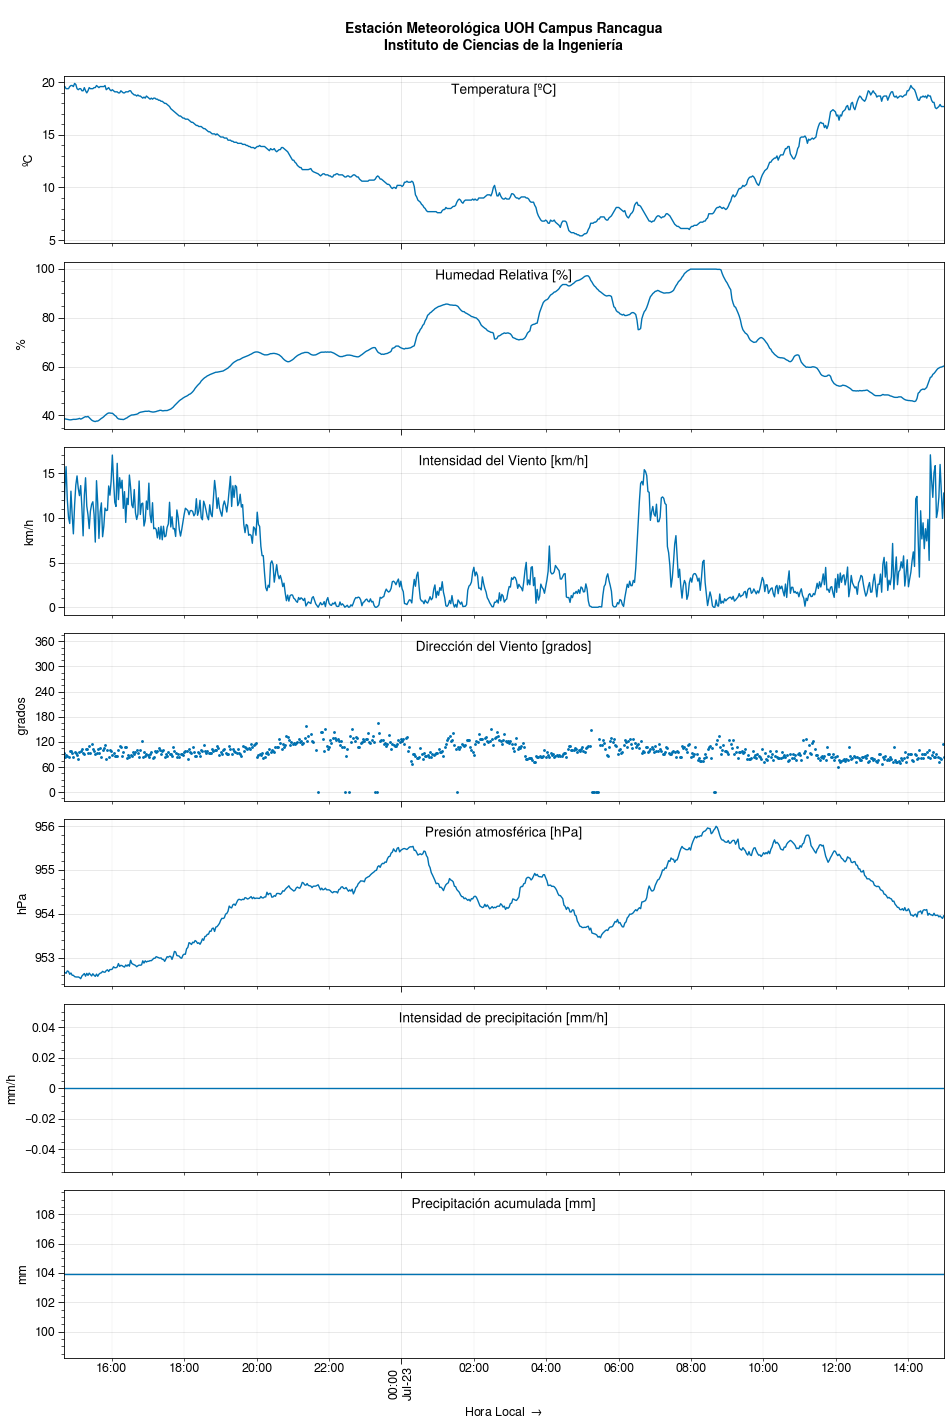 Estación Meteorológica UOH Campus Rancagua
Instituto de Ciencias de la Ingeniería
Temperatura [ºC]
ºC
20
15
10
5
Humedad Relativa [%]
%
100
80
60
40
Intensidad del Viento [km/h]
km/h
15
10
5
0
Dirección del Viento [grados]
grados
360
300
240
180
120
60
0
Presión atmosférica [hPa]
hPa
956
955
954
953
Intensidad de precipitación [mm/h]
mm/h
0.04
0.02
0
−0.02
−0.04
Precipitación acumulada [mm]
mm
108
106
104
102
100
16:00 18:00 20:00 22:00 00:00 02:00 04:00 06:00 08:00 10:00 12:00 14:00
Jul-23
Hora Local →